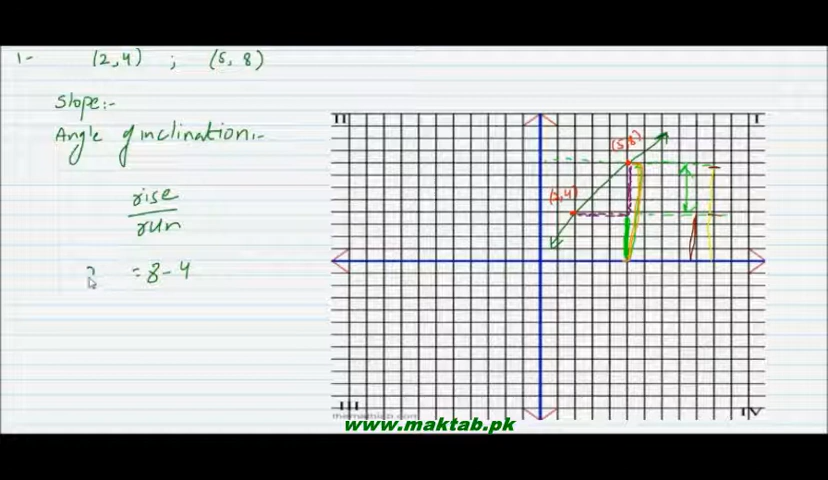 1- (2,4) ; (5,8)
Slope:-
Angle of inclination:-
rise
run
= 8-4
II
I
(5,8)
(2,4)
III
IV
www.maktab.pk